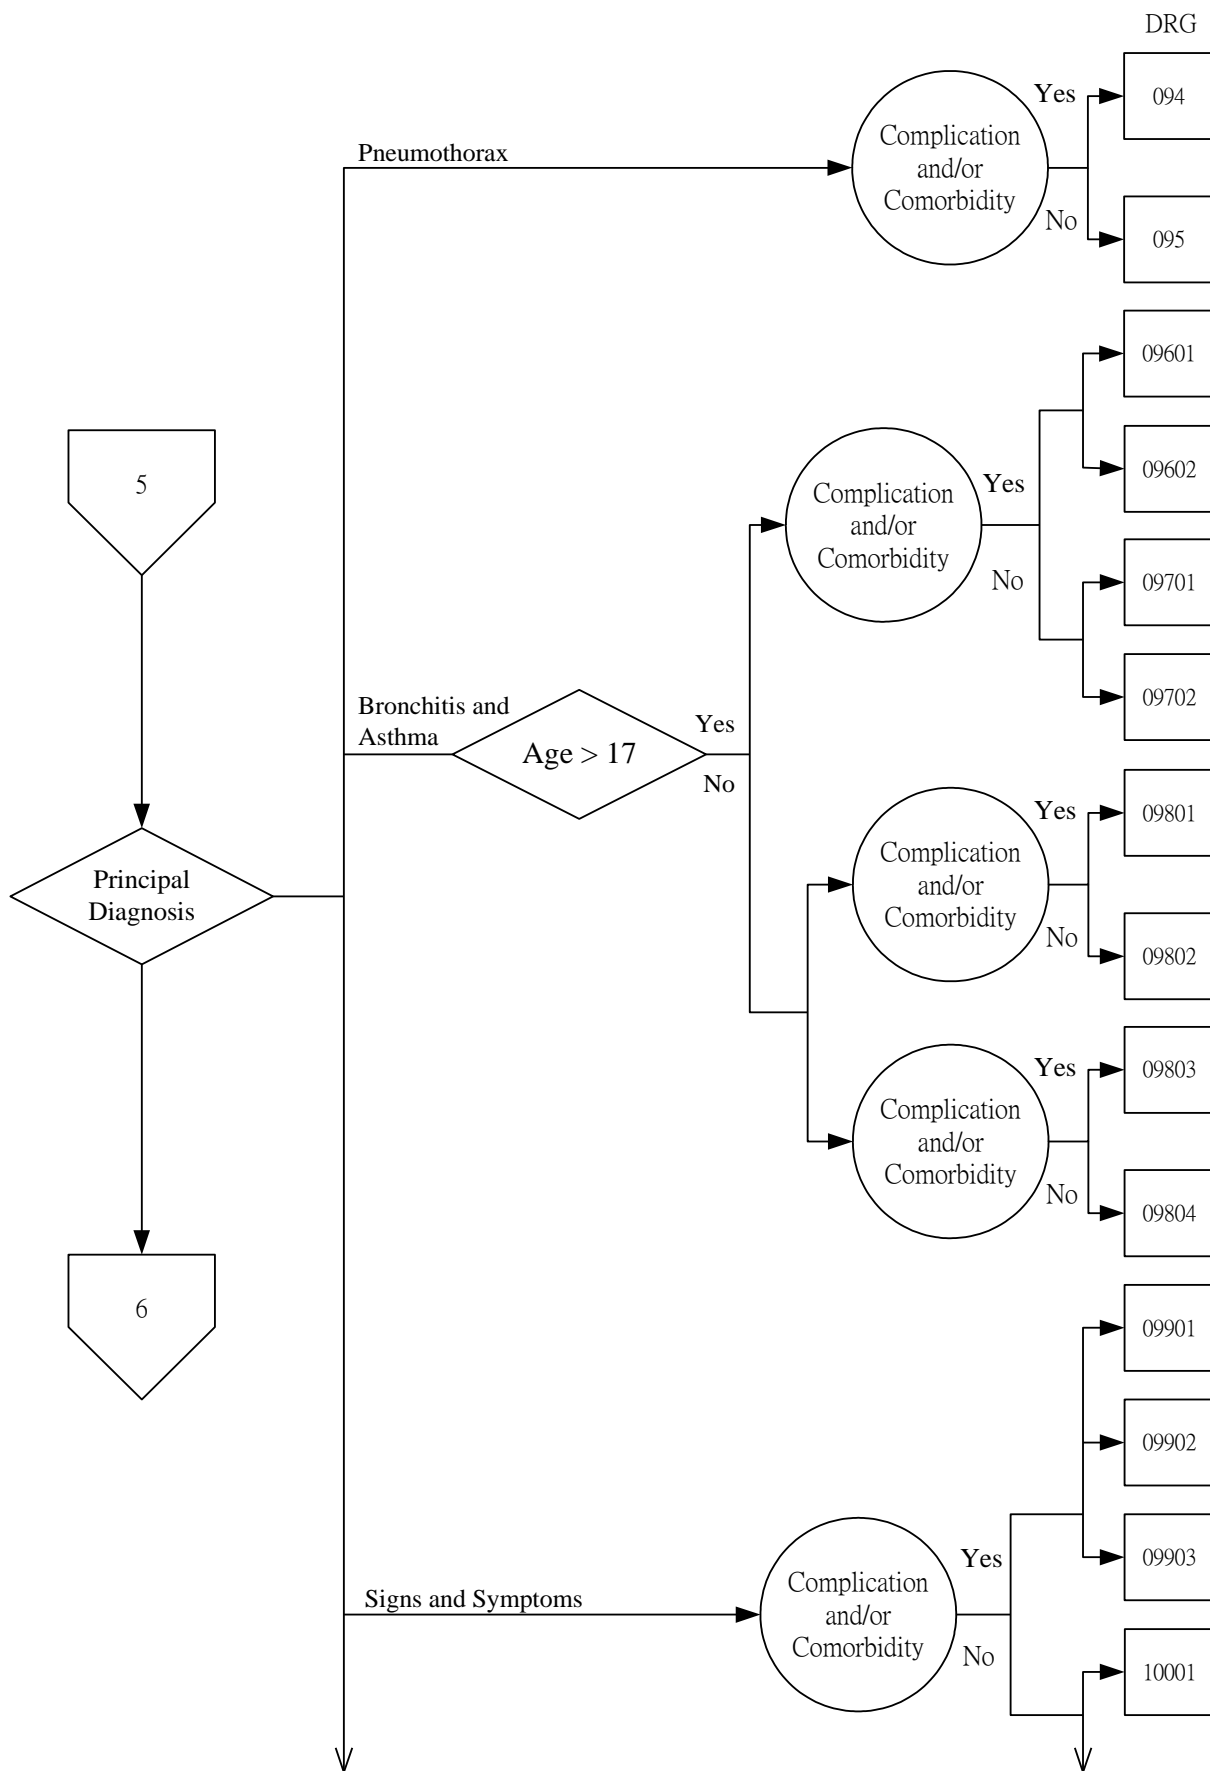 DRG
Pneumothorax
Complication
and/or
Comorbidity
Yes
No
094
095
5
Principal
Diagnosis
6
Bronchitis and
Asthma
Age > 17
Yes
No
Complication
and/or
Comorbidity
Yes
No
09601
09602
09701
09702
Complication
and/or
Comorbidity
Yes
No
09801
09802
Complication
and/or
Comorbidity
Yes
No
09803
09804
Signs and Symptoms
Complication
and/or
Comorbidity
Yes
No
09901
09902
09903
10001